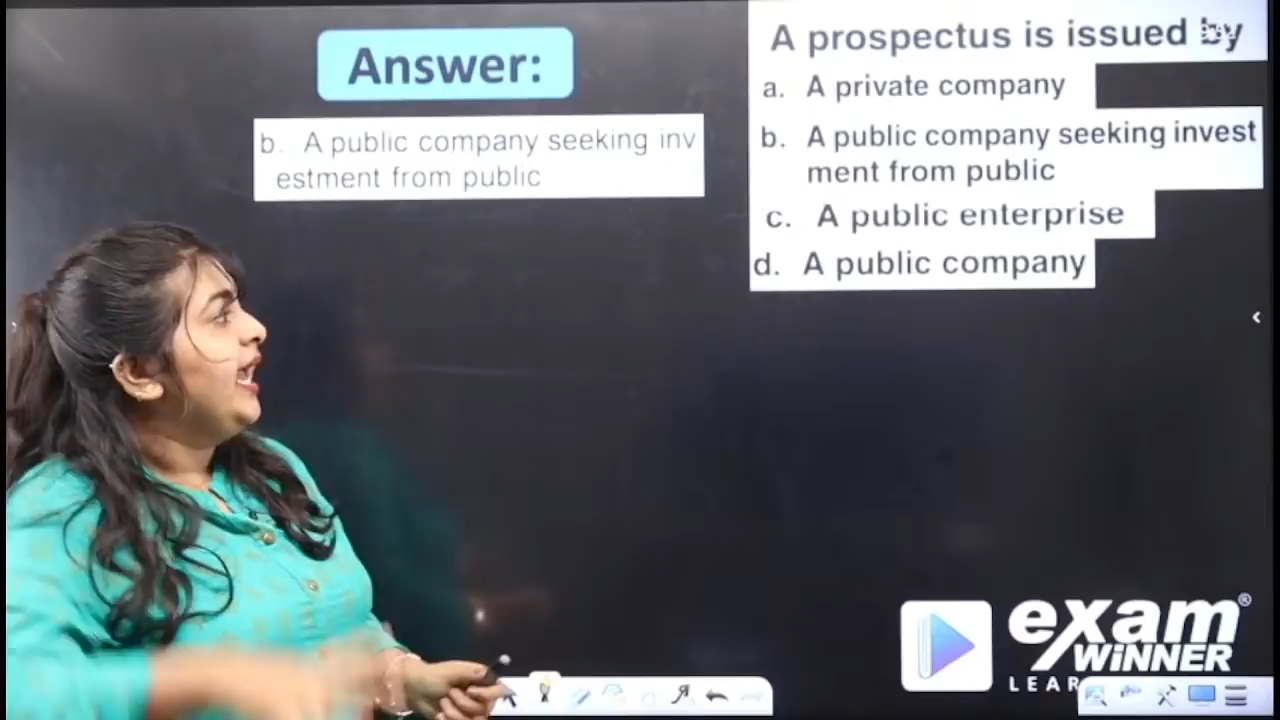 Answer:
b. A public company seeking inv
estment from public
A prospectus is issued by
a. A private company
b. A public company seeking invest
ment from public
c. A public enterprise
d. A public company
exam
WiNNER
LEAR